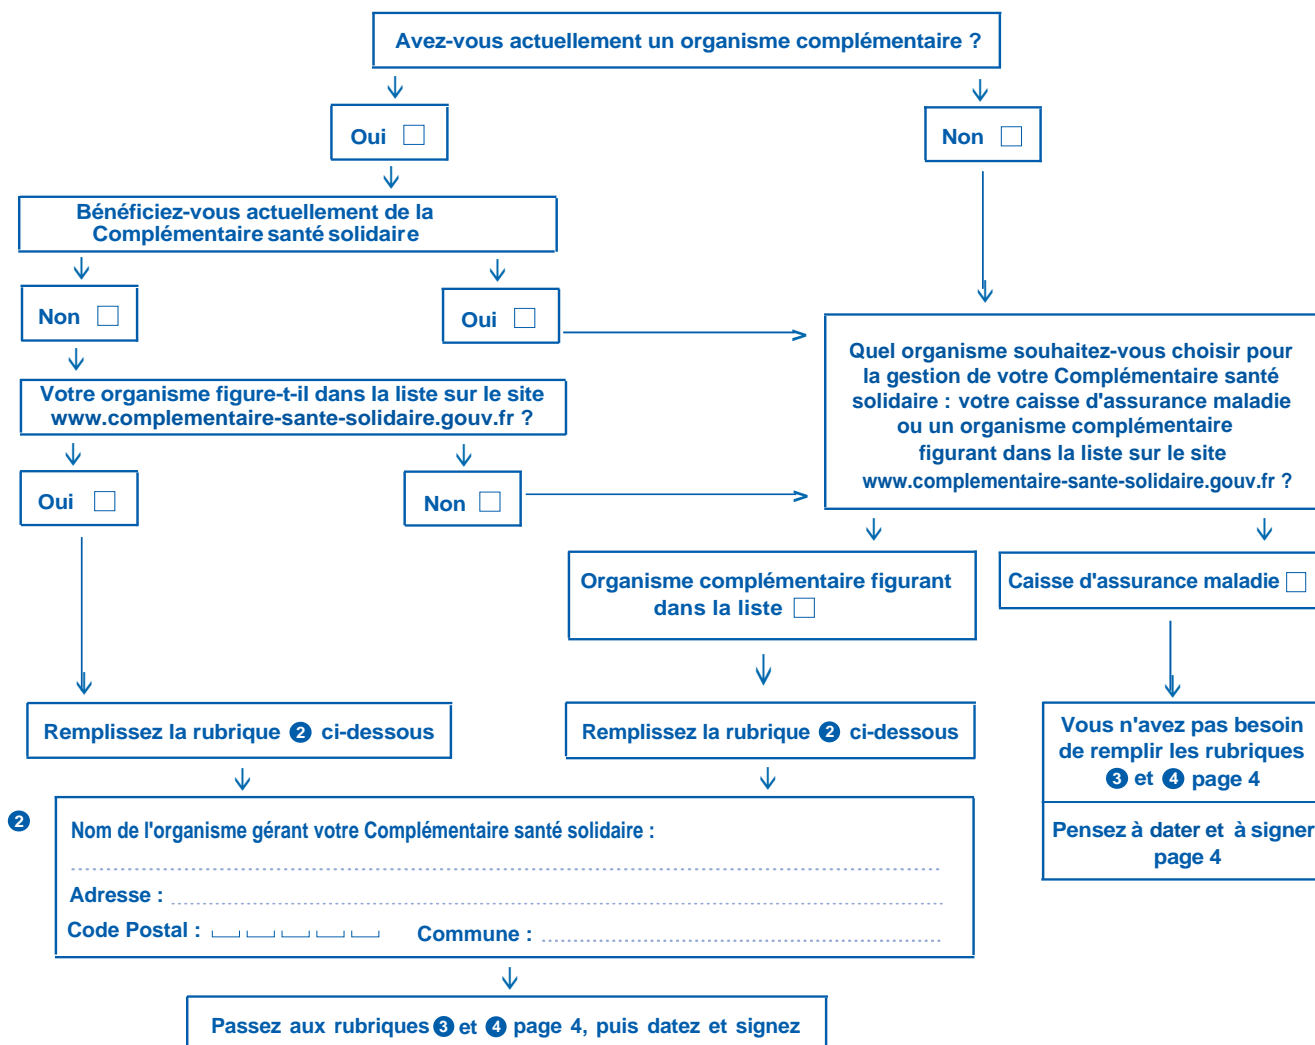 Avez-vous actuellement un organisme complémentaire ?
Oui
Non
Bénéficiez-vous actuellement de la
Complémentaire santé solidaire
Non
Oui
Quel organisme souhaitez-vous choisir pour
la gestion de votre Complémentaire santé
solidaire : votre caisse d'assurance maladie
ou un organisme complémentaire
figurant dans la liste sur le site
www.complementaire-sante-solidaire.gouv.fr ?
Votre organisme figure-t-il dans la liste sur le site
www.complementaire-sante-solidaire.gouv.fr ?
Oui
Non
Organisme complémentaire figurant
dans la liste
Caisse d'assurance maladie
Remplissez la rubrique 2 ci-dessous
Remplissez la rubrique 2 ci-dessous
Vous n'avez pas besoin
de remplir les rubriques
3 et 4 page 4
Pensez à dater et à signer
page 4
2
Nom de l'organisme gérant votre Complémentaire santé solidaire :
Adresse :
Code Postal : Commune :
Passez aux rubriques 3 et 4 page 4, puis datez et signez